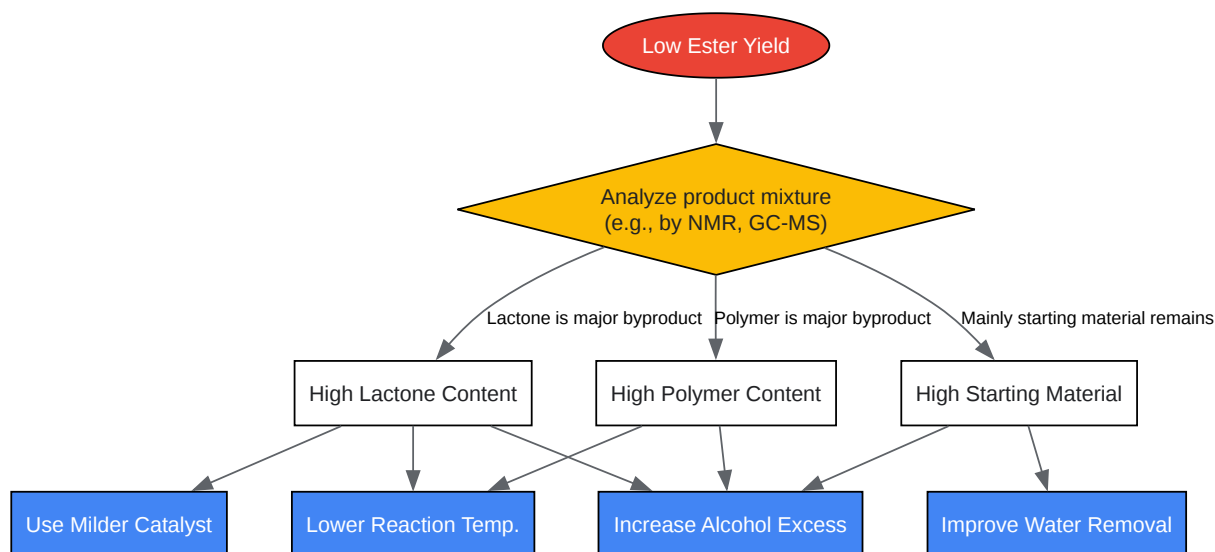 Low Ester Yield
Analyze product mixture
(e.g., by NMR, GC-MS)
Lactone is major byproduct
Polymer is major byproduct
Mainly starting material remains
High Lactone Content
High Polymer Content
High Starting Material
Use Milder Catalyst
Lower Reaction Temp.
Increase Alcohol Excess
Improve Water Removal